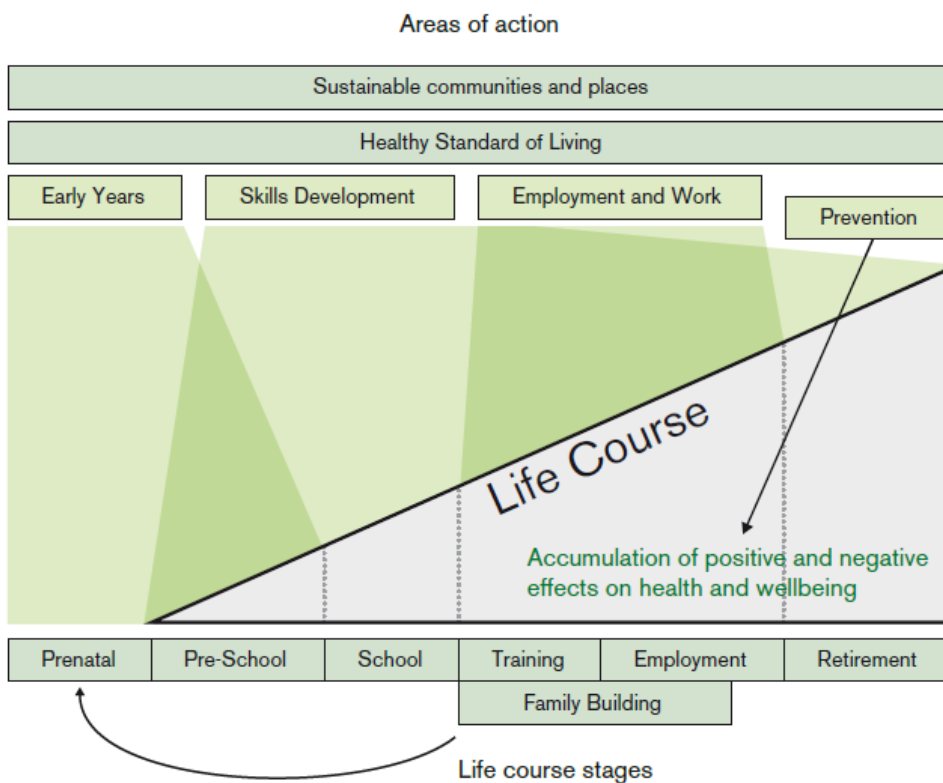 Areas of action
Sustainable communities and places
Healthy Standard of Living
Early Years
Skills Development
Employment and Work
Prevention
Life Course
Accumulation of positive and negative
effects on health and wellbeing
Prenatal
Pre-School
School
Training
Employment
Retirement
Family Building
Life course stages